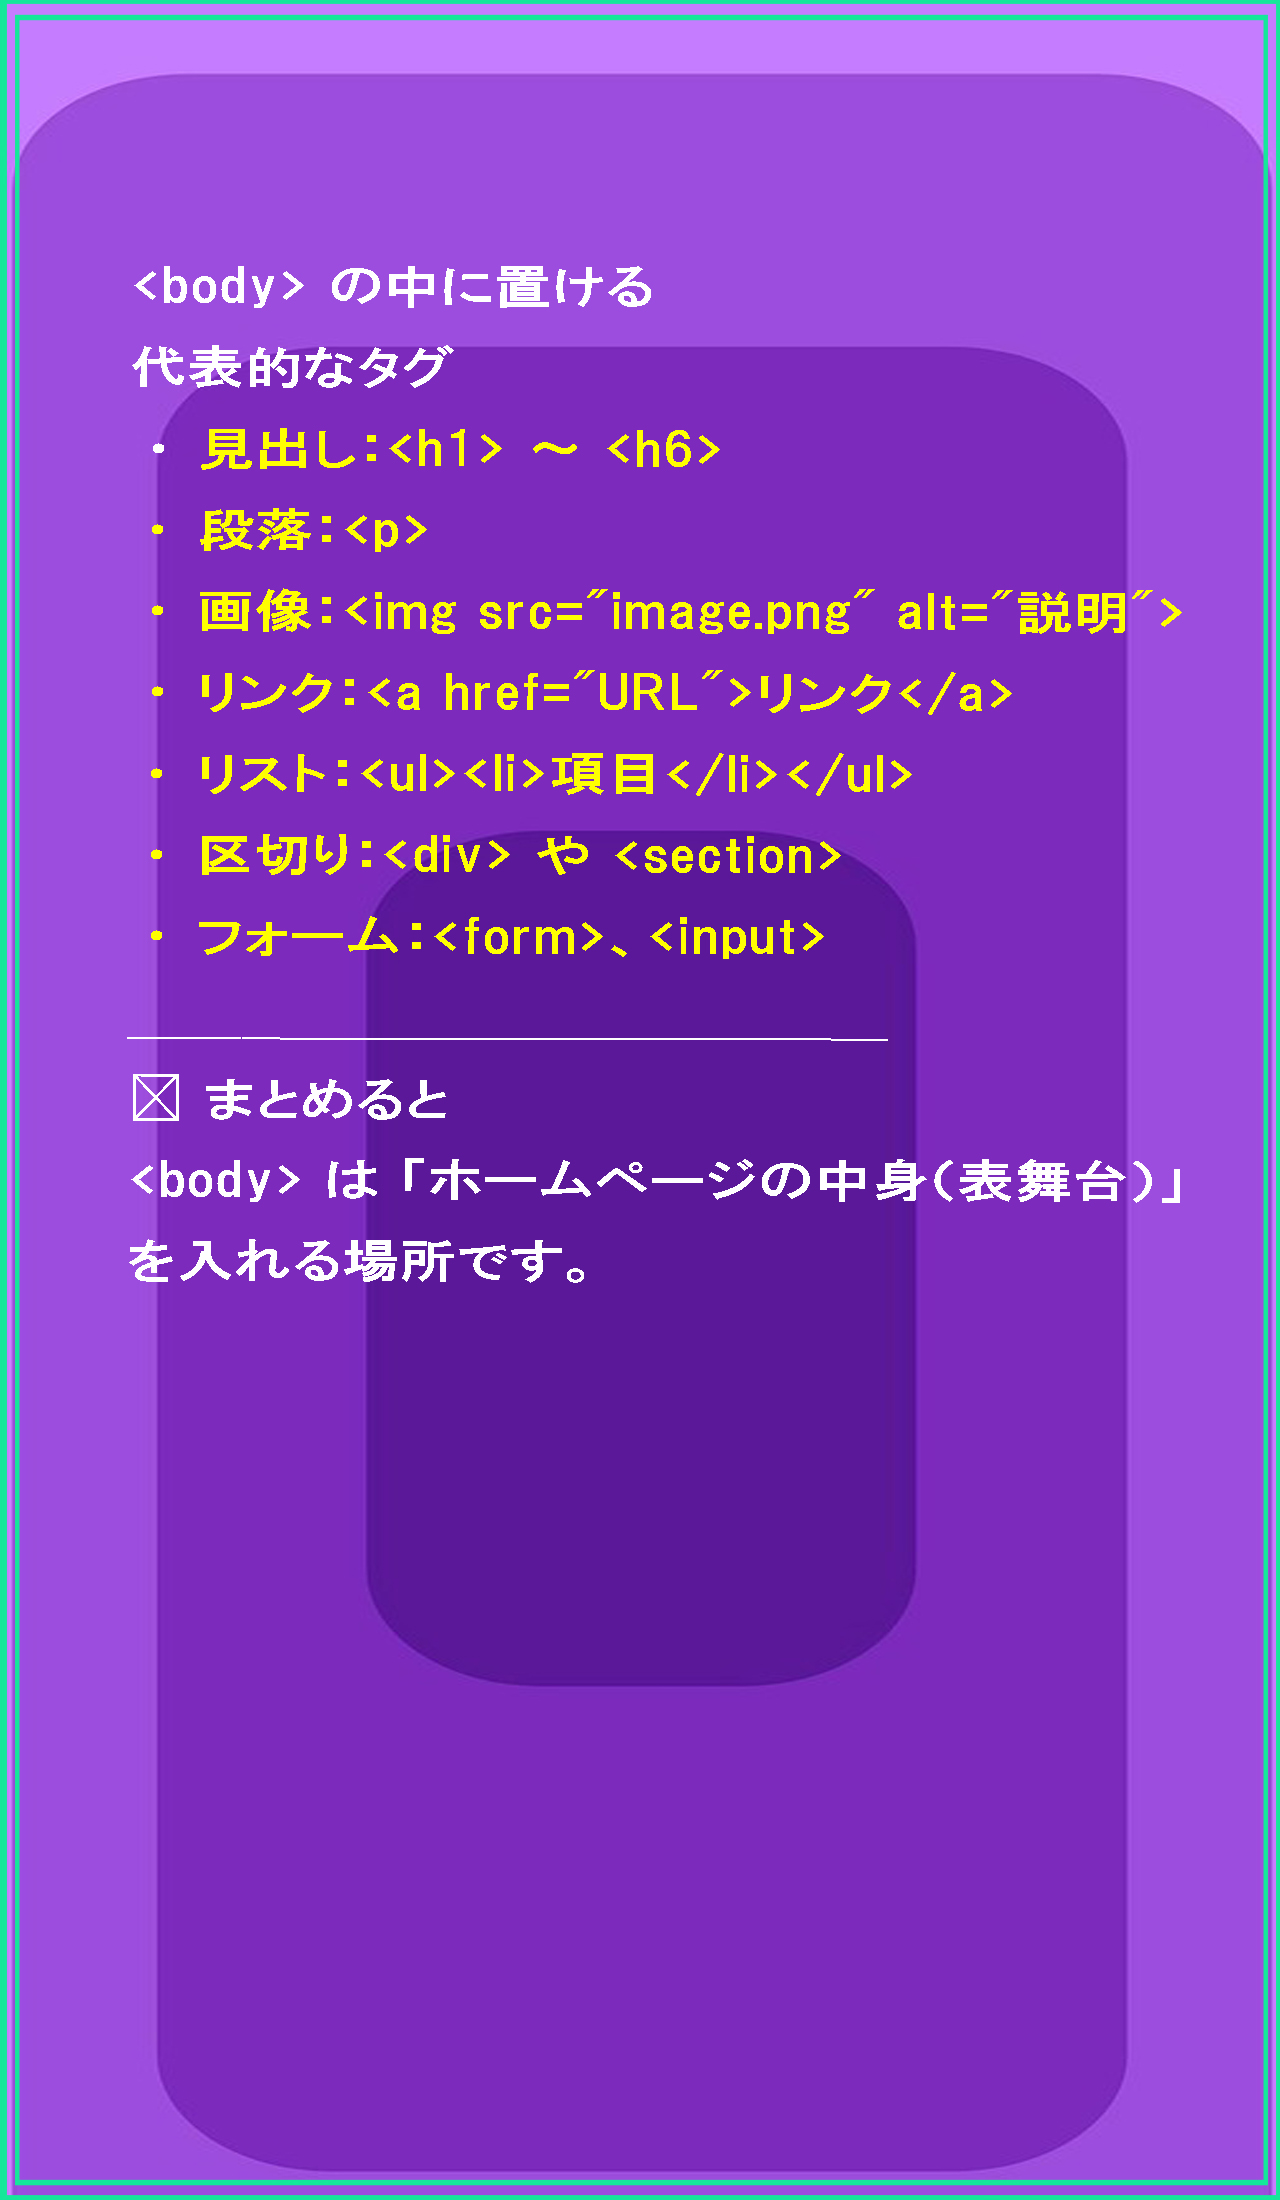 <body> の中に置ける
代表的なタグ
・ 見出し：<h1> ～ <h6>
・ 段落：<p>
・ 画像：<img src="image.png" alt="説明">
・ リンク：<a href="URL">リンク</a>
・ リスト：<ul><li>項目</li></ul>
・ 区切り：<div> や <section>
・ フォーム：<form>、<input>
まとめると
<body> は「ホームページの中身（表舞台）」
を入れる場所です。